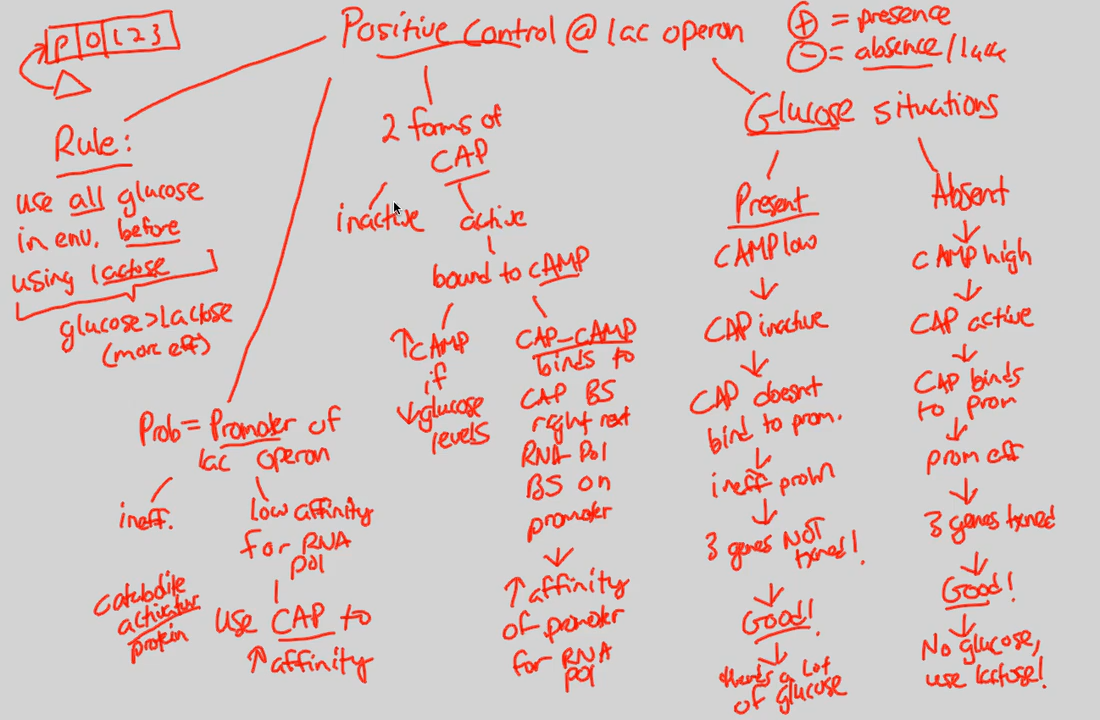 P O 1 2 3
Positive Control @ lac operon
⊕ = presence
⊖ = absence/lack
Rule:
use all glucose
in env. before
using lactose
glucose > lactose
(more eff)
Prob = Promoter of
lac operon
ineff.
low affinity
for RNA
pol
use CAP to
↑ affinity
catabolite
activator
protein
2 forms of
CAP
inactive
active
bound to cAMP
↑ cAMP
if
↓ glucose
levels
CAP-cAMP
binds to
CAP BS
right next
RNA Pol
BS on
promoter
↓
↑ affinity
of promoter
for RNA
pol
Glucose situations
Present
cAMP low
↓
CAP inactive
↓
CAP doesnt
bind to prom.
↓
ineff prom
↓
3 genes NOT
txned!
↓
Good!
↓
there's a lot
of glucose
Absent
↓
cAMP high
↓
CAP active
↓
CAP binds
to prom
↓
prom eff
↓
3 genes txned
↓
Good!
↓
No glucose,
use lactose!